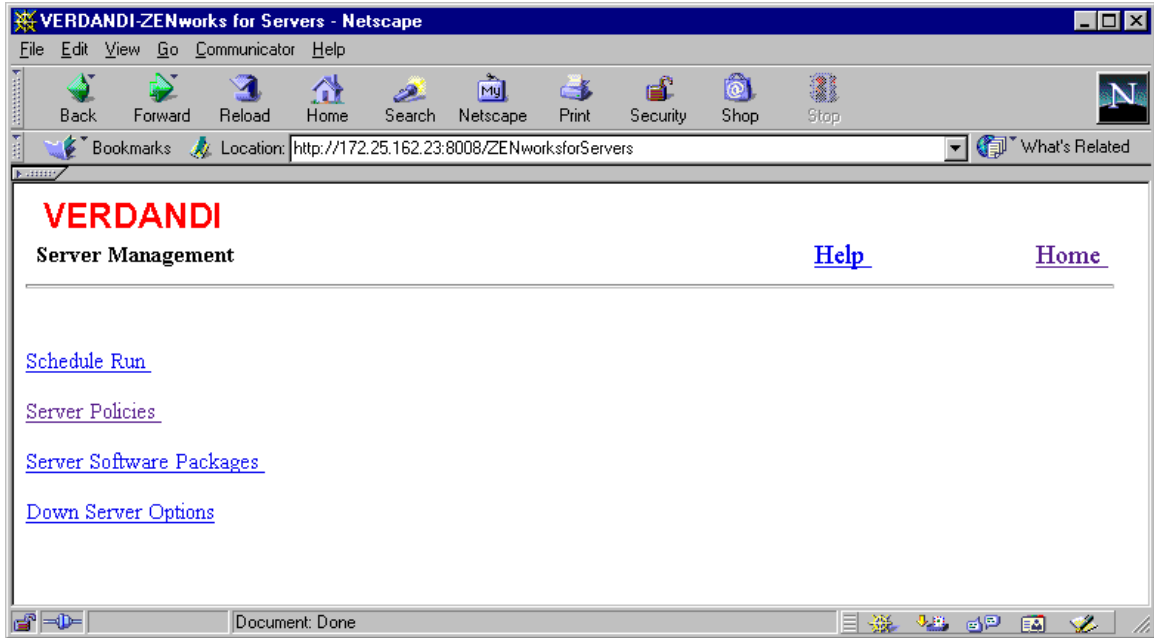 VERDANDI-ZENworks for Servers - Netscape
File Edit View Go Communicator Help
Back Forward Reload Home Search Netscape Print Security Shop Stop
My
N
Bookmarks Location: http://172.25.162.23:8008/ZENworksforServers What's Related
VERDANDI
Server Management Help Home
Schedule Run
Server Policies
Server Software Packages
Down Server Options
Document: Done